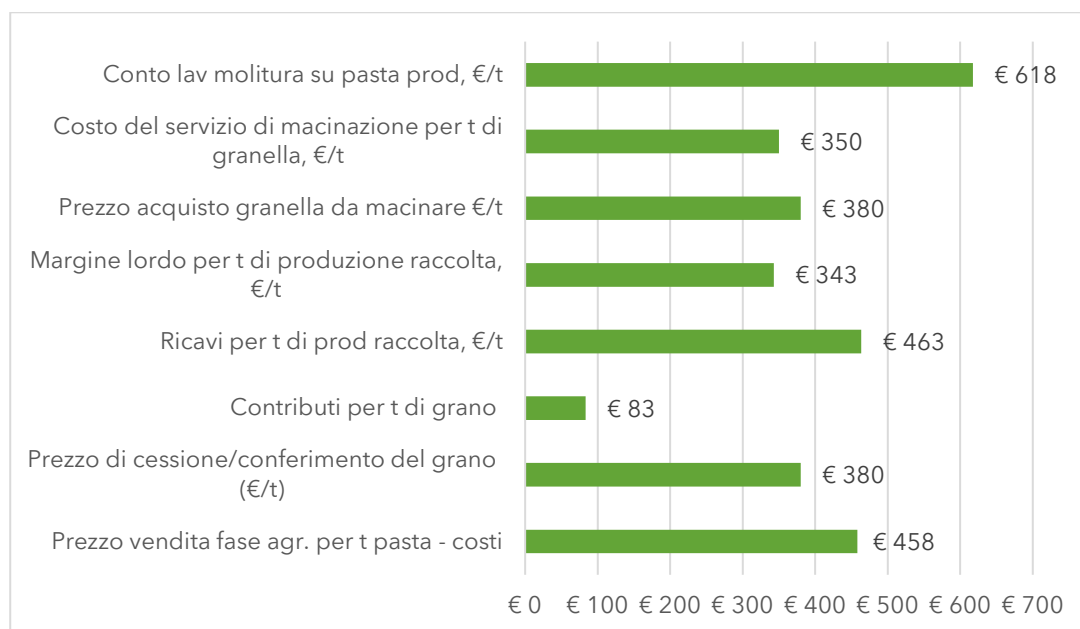 Conto lav molitura su pasta prod, €/t
€ 618
Costo del servizio di macinazione per t di
granella, €/t
€ 350
Prezzo acquisto granella da macinare €/t
€ 380
Margine lordo per t di produzione raccolta,
€/t
€ 343
Ricavi per t di prod raccolta, €/t
€ 463
Contributi per t di grano
€ 83
Prezzo di cessione/conferimento del grano
(€/t)
€ 380
Prezzo vendita fase agr. per t pasta - costi
€ 458
€ 0 € 100 € 200 € 300 € 400 € 500 € 600 € 700